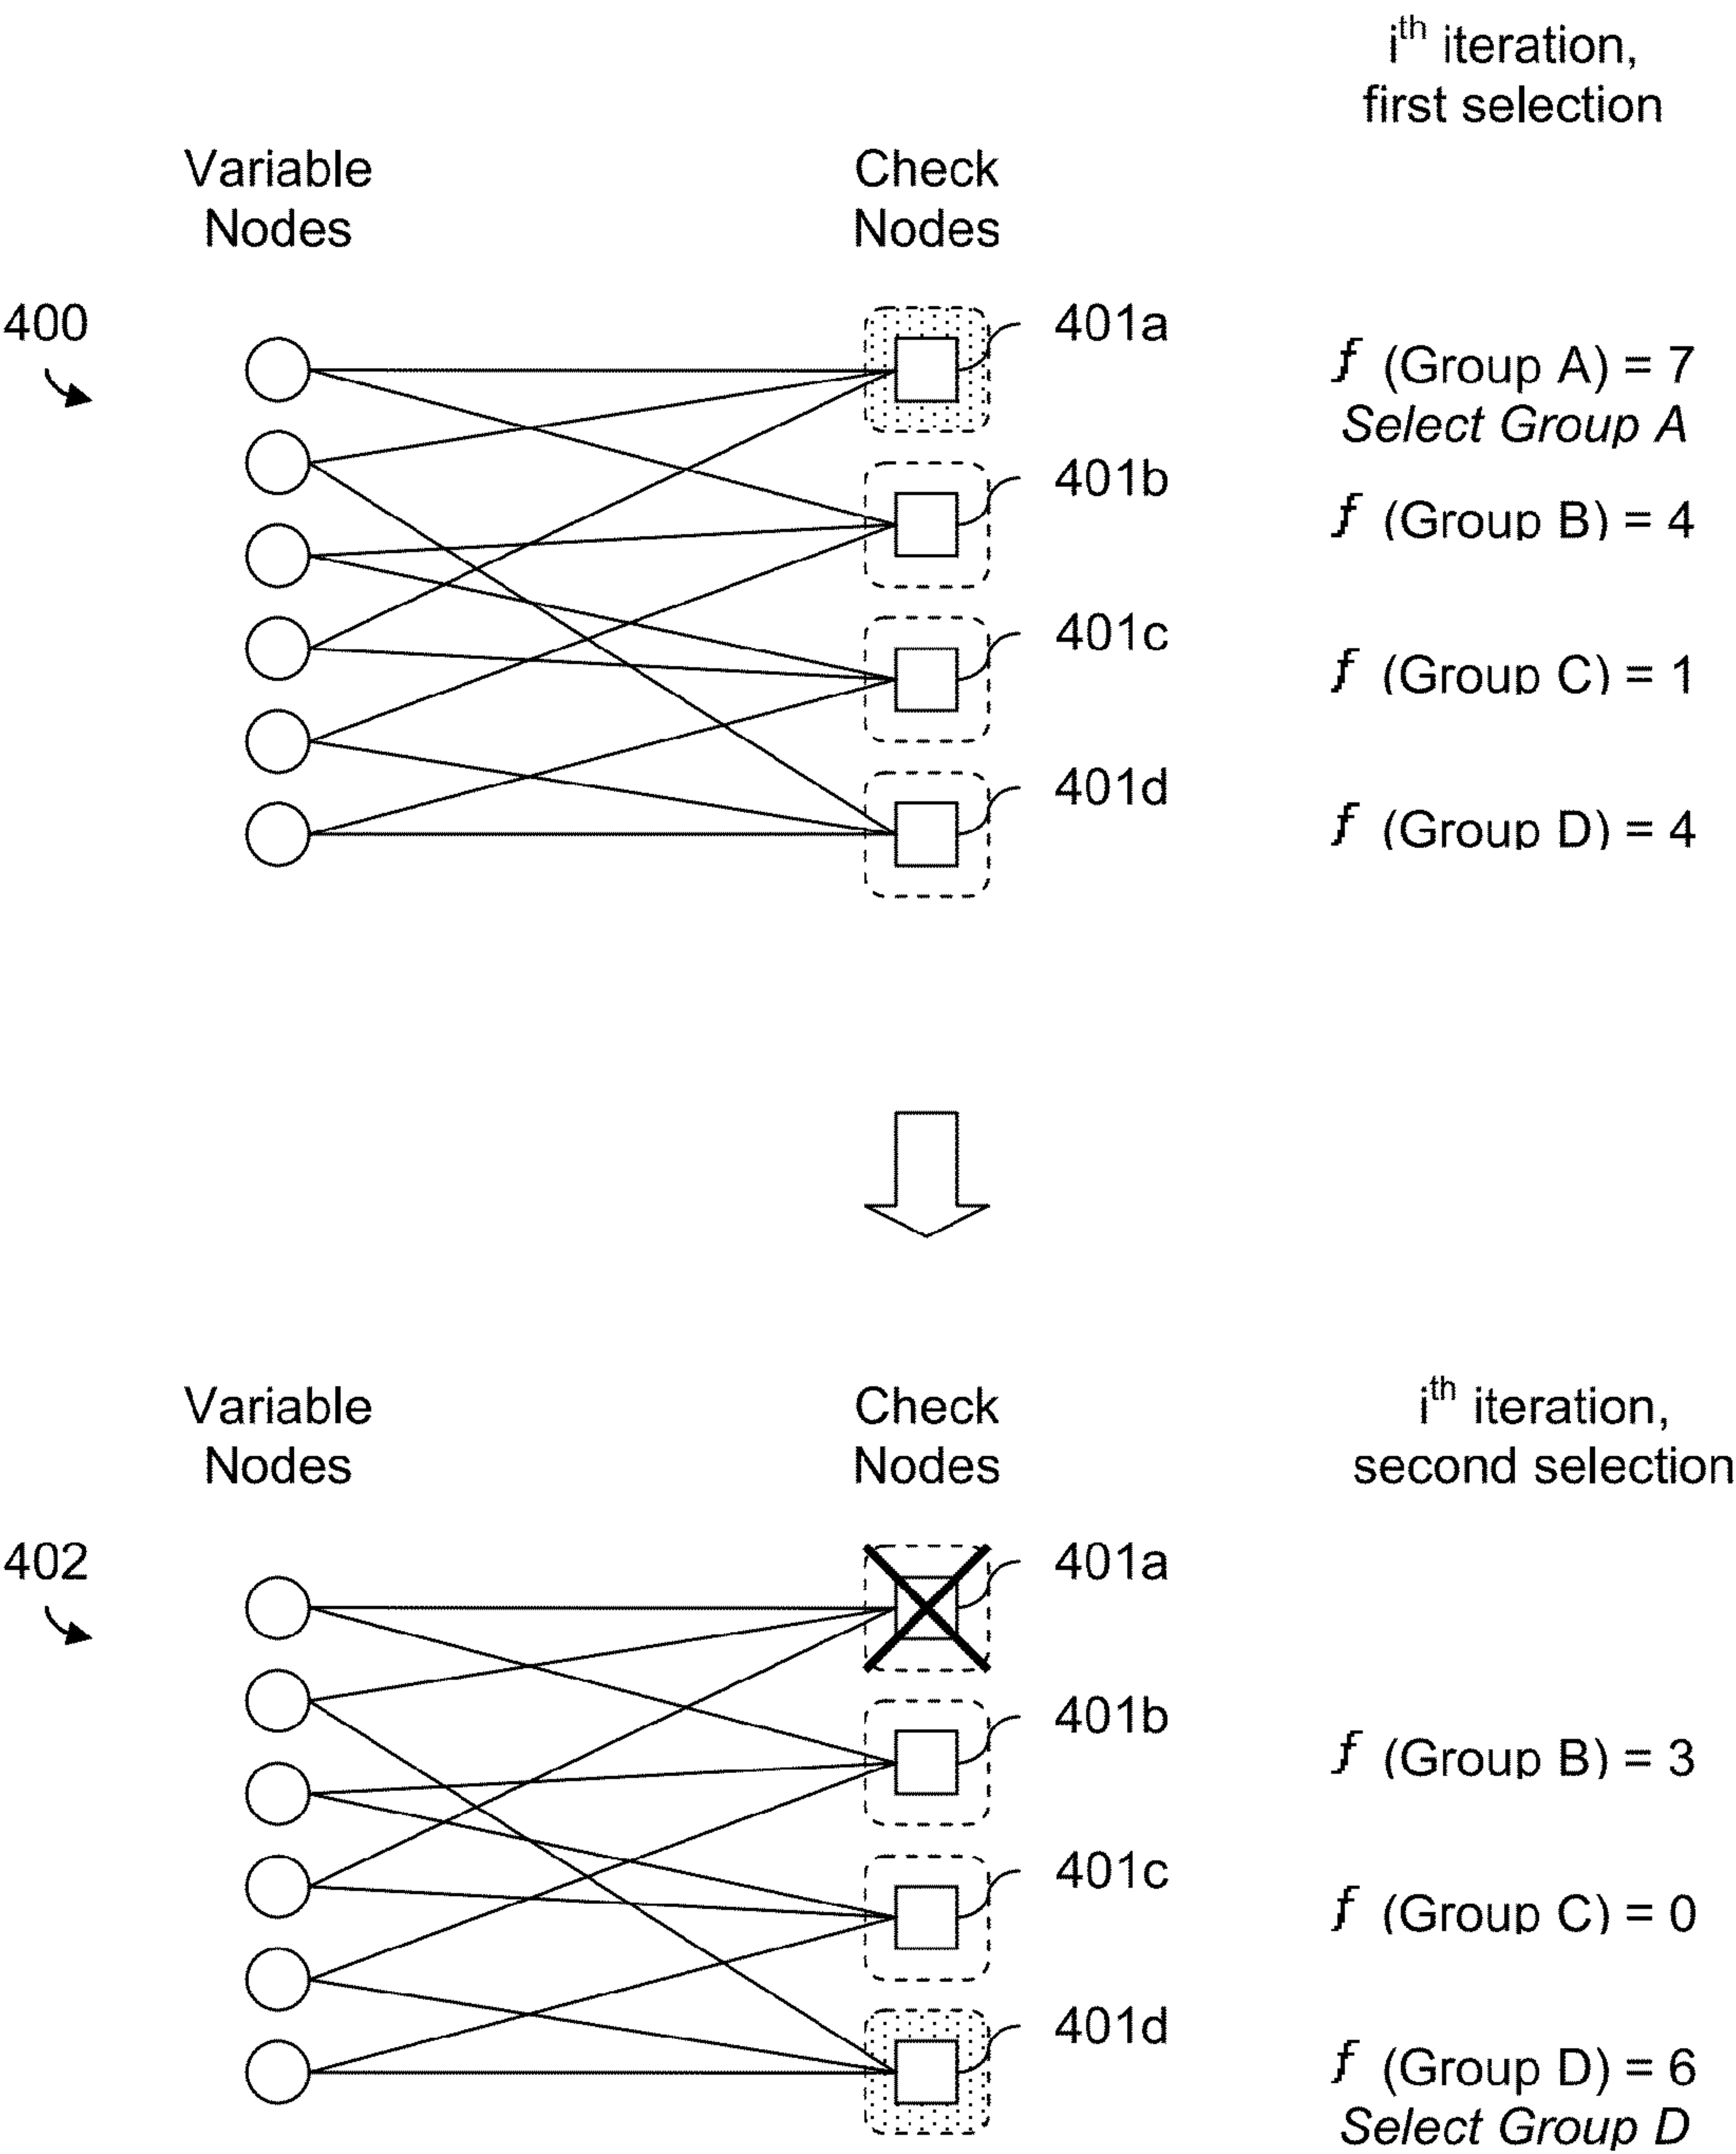 ith iteration,
first selection
Variable
Nodes
Check
Nodes
400
401a
ƒ (Group A) = 7
Select Group A
401b
ƒ (Group B) = 4
401c
ƒ (Group C) = 1
401d
ƒ (Group D) = 4
Variable
Nodes
Check
Nodes
ith iteration,
second selection
402
401a
401b
ƒ (Group B) = 3
401c
ƒ (Group C) = 0
401d
ƒ (Group D) = 6
Select Group D